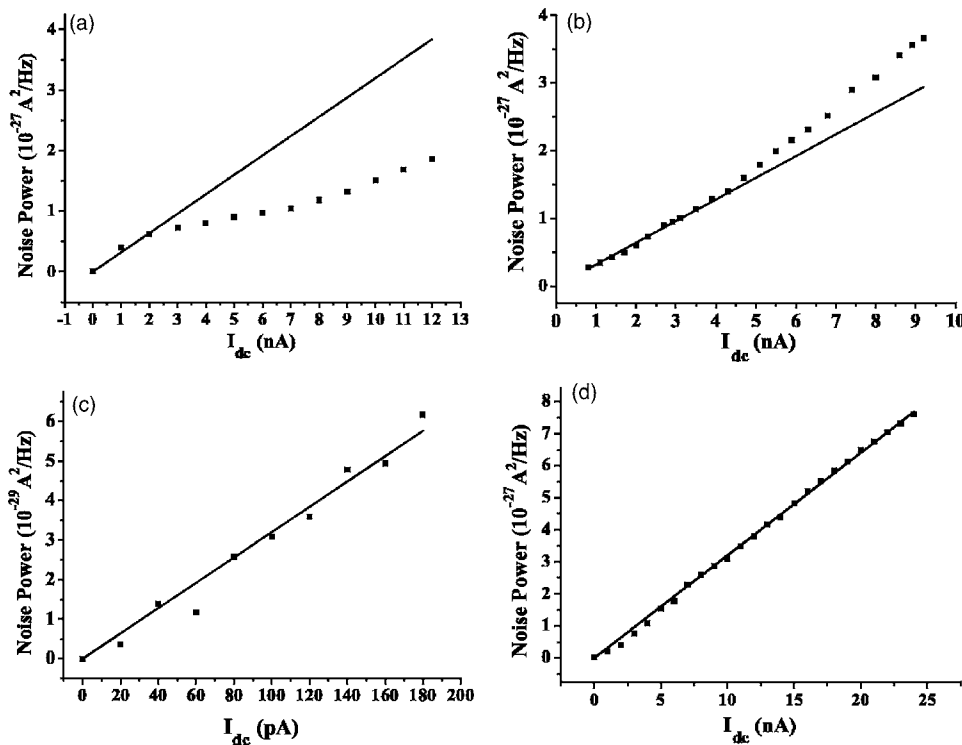 (a)
Noise Power (10⁻²⁷ A²/Hz)
4
3
2
1
0
-1 0 1 2 3 4 5 6 7 8 9 10 11 12 13
I_dc (nA)
(b)
Noise Power (10⁻²⁷ A²/Hz)
4
3
2
1
0
0 1 2 3 4 5 6 7 8 9 10
I_dc (nA)
(c)
Noise Power (10⁻²⁹ A²/Hz)
6
5
4
3
2
1
0
0 20 40 60 80 100 120 140 160 180 200
I_dc (pA)
(d)
Noise Power (10⁻²⁷ A²/Hz)
8
7
6
5
4
3
2
1
0
0 5 10 15 20 25
I_dc (nA)